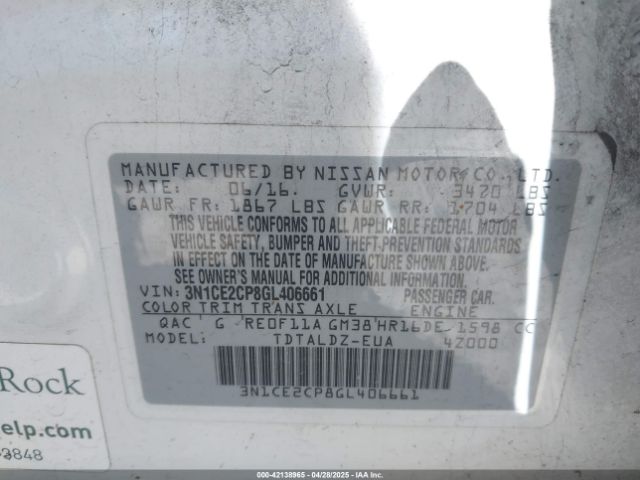 MANUFACTURED BY NISSAN MOTOR CO., LTD.
DATE: 06/16. GVWR: 3470 LBS
GAWR FR: 1867 LBS GAWR RR: 1704 LBS
THIS VEHICLE CONFORMS TO ALL APPLICABLE FEDERAL MOTOR
VEHICLE SAFETY, BUMPER AND THEFT-PREVENTION STANDARDS
IN EFFECT ON THE DATE OF MANUFACTURE SHOWN ABOVE.
SEE OWNER'S MANUAL FOR ADDITIONAL INFORMATION.
VIN: 3N1CE2CP8GL406661 PASSENGER CAR.
COLOR TRIM TRANS AXLE ENGINE
QAC G RE0F11A GM38 HR16DE 1598 CC
MODEL: TDTALDZ-EUA 4Z000
3N1CE2CP8GL406661
Rock
elp.com
3848
000-42138965 04/28/2025 IAAI.COM